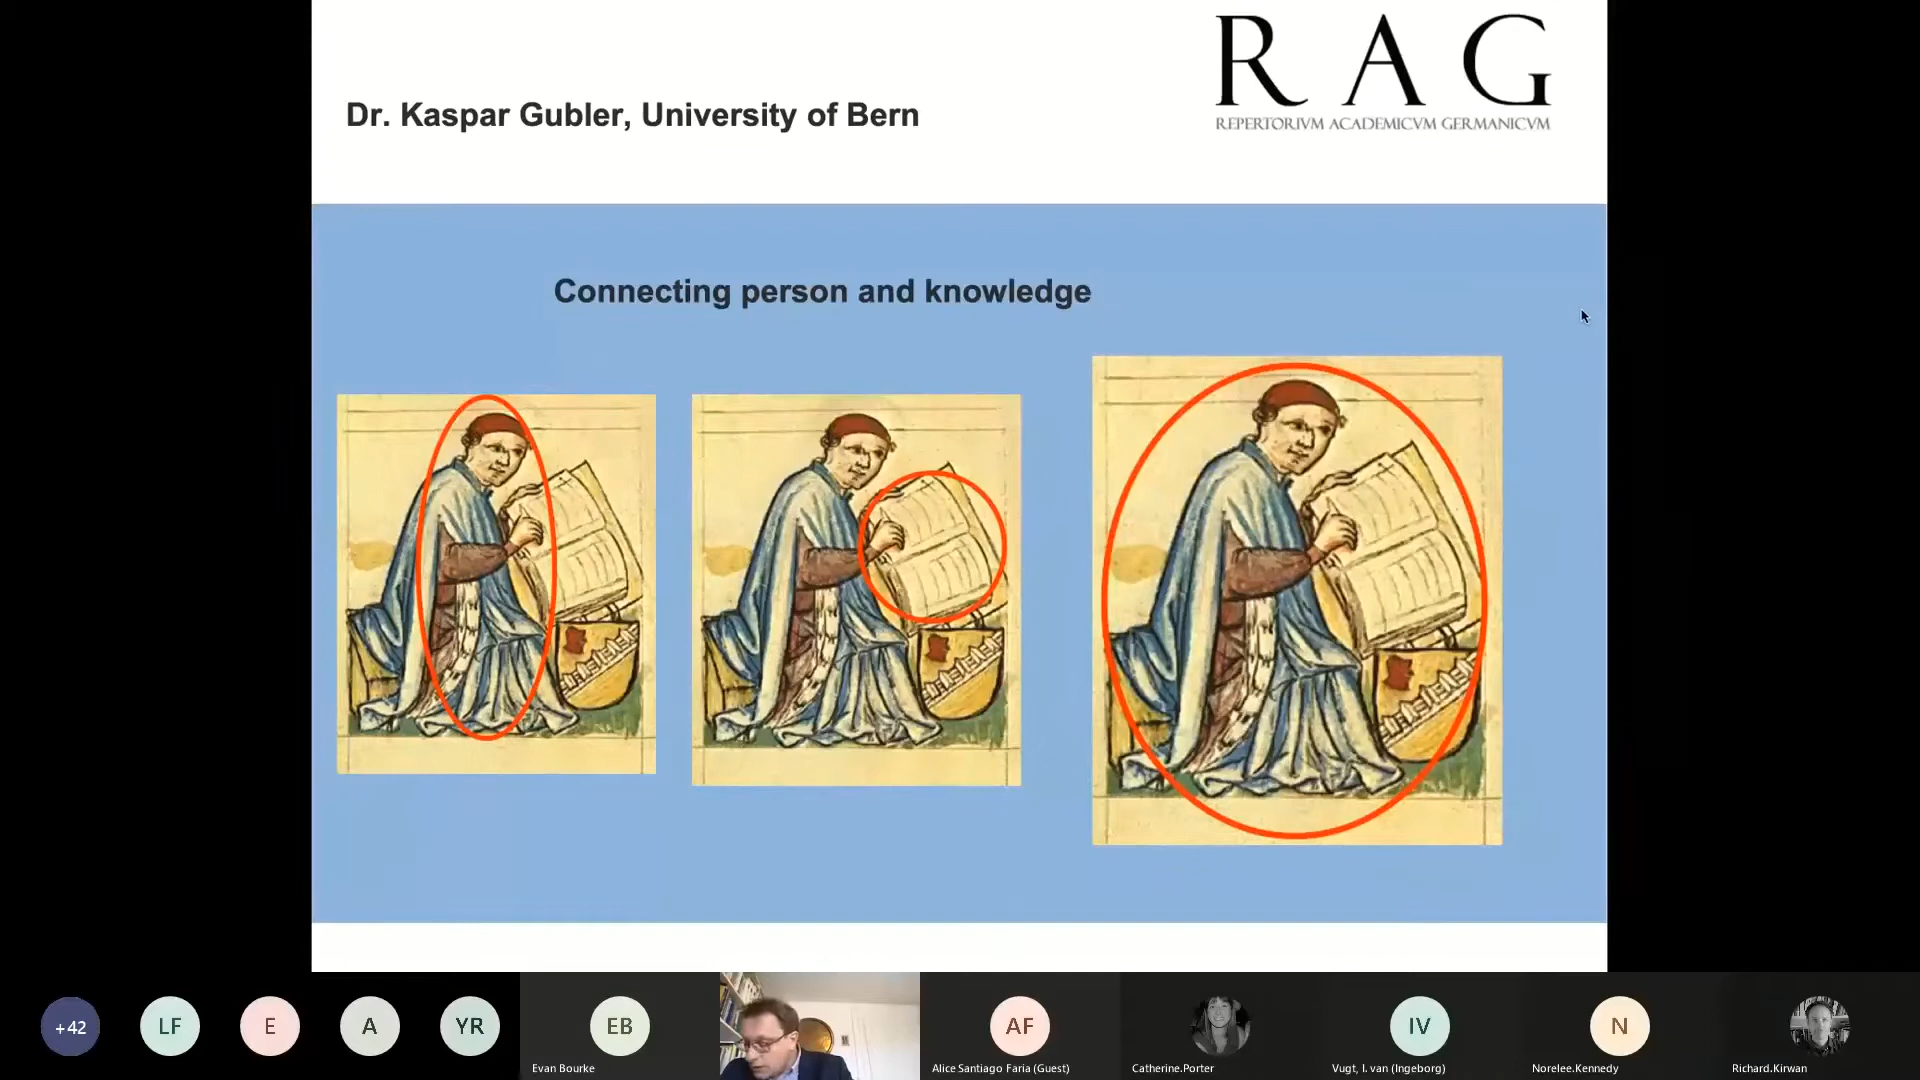 R A G
REPERTORIVM ACADEMICVM GERMANICVM
Dr. Kaspar Gubler, University of Bern
Connecting person and knowledge
+42
LF
E
A
YR
EB
AF
IV
N
Evan Bourke
Alice Santiago Faria (Guest)
Catherine.Porter
Vugt, I. van (Ingeborg)
Norelee.Kennedy
Richard.Kirwan